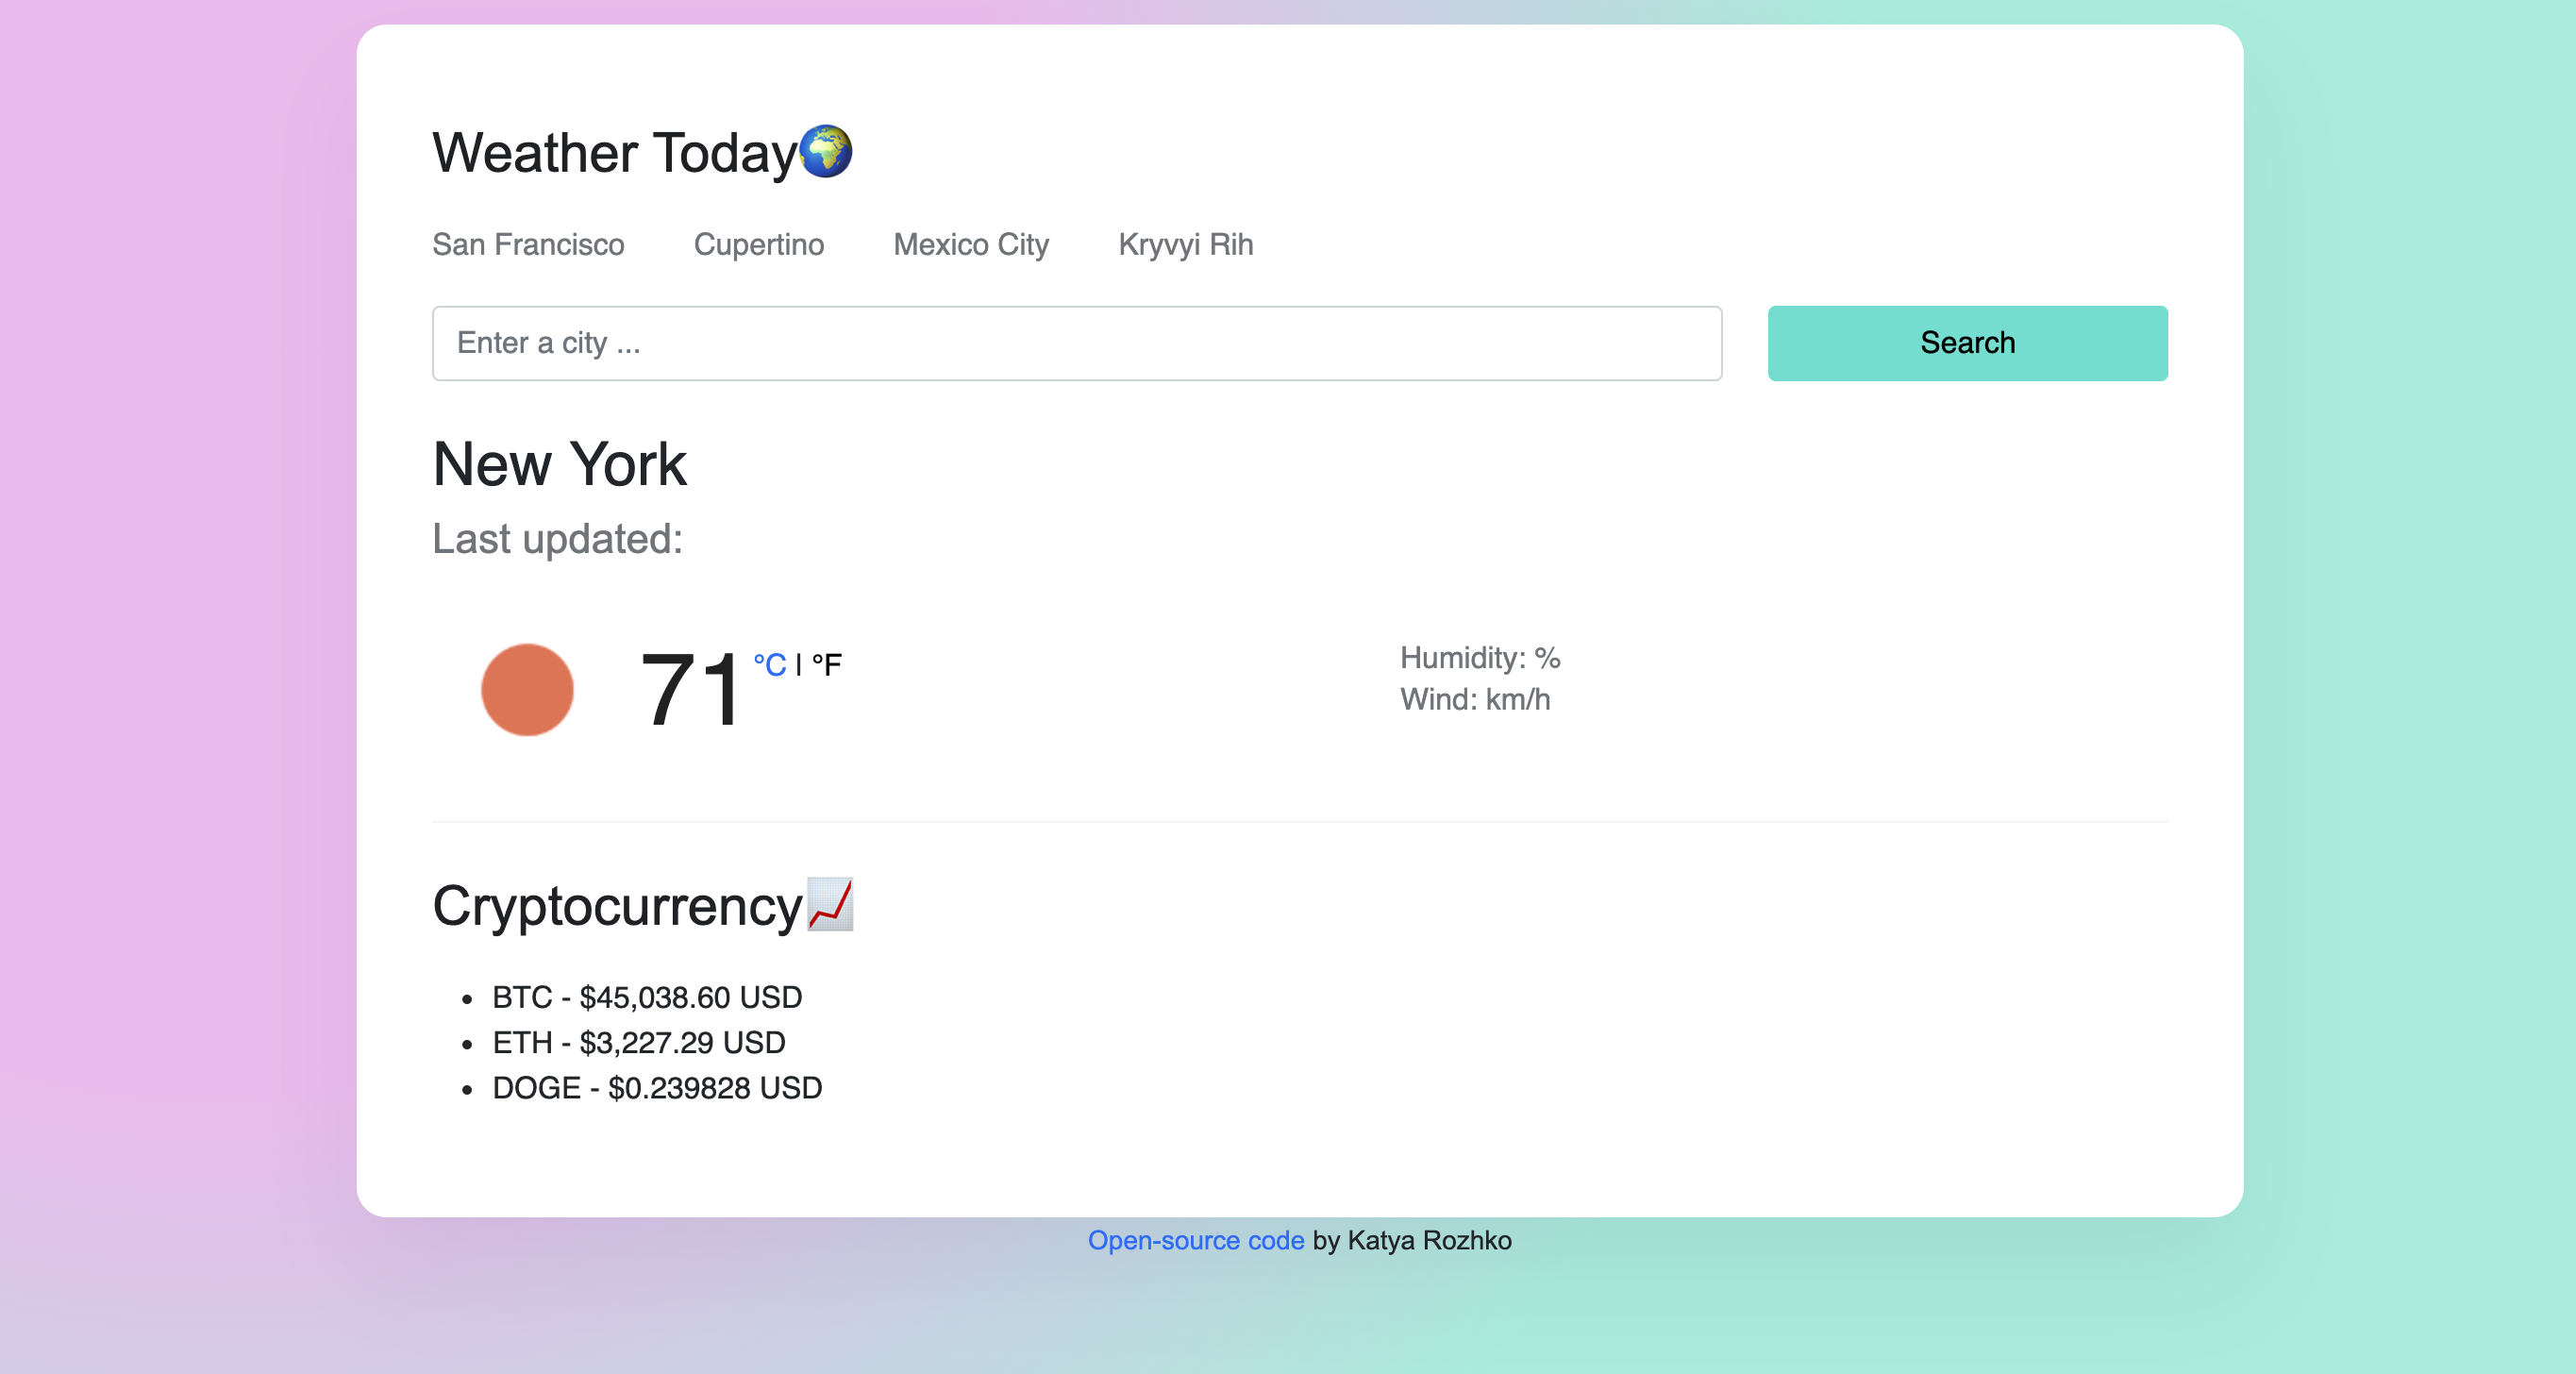 Weather Today
San Francisco Cupertino Mexico City Kryvyi Rih
Enter a city ...
Search
New York
Last updated:
71 °C | °F
Humidity: %
Wind: km/h
Cryptocurrency
BTC - $45,038.60 USD
ETH - $3,227.29 USD
DOGE - $0.239828 USD
Open-source code by Katya Rozhko